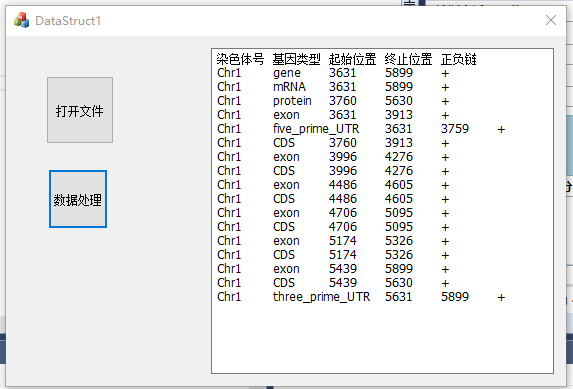 DataStruct1
打开文件
数据处理
染色体号 基因类型 起始位置 终止位置 正负链
Chr1 gene 3631 5899 +
Chr1 mRNA 3631 5899 +
Chr1 protein 3760 5630 +
Chr1 exon 3631 3913 +
Chr1 five_prime_UTR 3631 3759 +
Chr1 CDS 3760 3913 +
Chr1 exon 3996 4276 +
Chr1 CDS 3996 4276 +
Chr1 exon 4486 4605 +
Chr1 CDS 4486 4605 +
Chr1 exon 4706 5095 +
Chr1 CDS 4706 5095 +
Chr1 exon 5174 5326 +
Chr1 CDS 5174 5326 +
Chr1 exon 5439 5899 +
Chr1 CDS 5439 5630 +
Chr1 three_prime_UTR 5631 5899 +